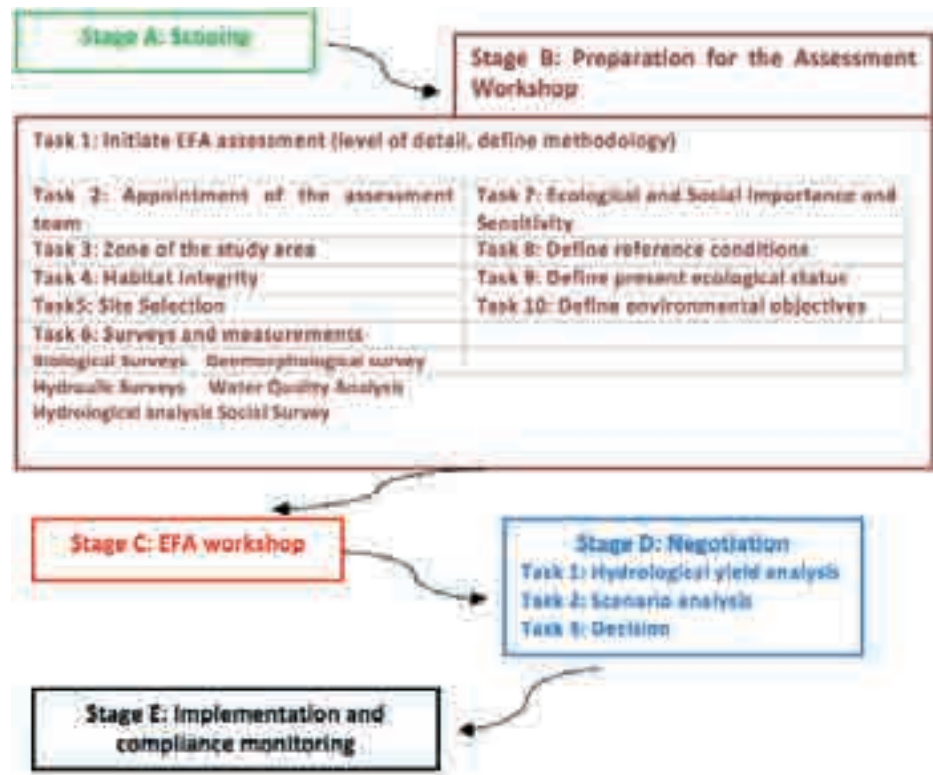 Stage A: Scoping
Stage B: Preparation for the Assessment
Workshop
Task 1: Initiate EFA assessment (level of detail, define methodology)
Task 2: Appointment of the assessment
team
Task 3: Zone of the study area
Task 4: Habitat Integrity
Task5: Site Selection
Task 6: Surveys and measurements
Biological Surveys Geomorphological survey
Hydraulic Surveys Water Quality Analysis
Hydrological analysis Social Survey
Task 7: Ecological and Social Importance and
Sensitivity
Task 8: Define reference conditions
Task 9: Define present ecological status
Task 10: Define environmental objectives
Stage C: EFA workshop
Stage D: Negotiation
Task 1: Hydrological yield analysis
Task 2: Scenario analysis
Task 3: Decision
Stage E: Implementation and
compliance monitoring